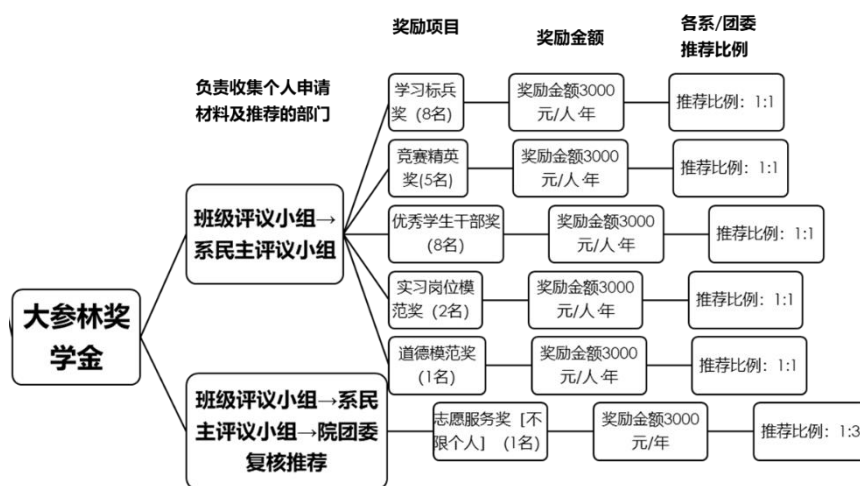 奖励项目
奖励金额
各系/团委
推荐比例
负责收集个人申请
材料及推荐的部门
学习标兵
奖（8名）
奖励金额3000
元/人·年
推荐比例：1:1
竞赛精英
奖(5名)
奖励金额3000
元/人·年
推荐比例：1:1
班级评议小组→
系民主评议小组
优秀学生干部奖
(8名)
奖励金额3000
元/人·年
推荐比例：1:1
实习岗位模
范奖（2名）
奖励金额3000
元/人·年
推荐比例：1:1
大参林奖
学金
道德模范奖
(1名)
奖励金额3000
元/人·年
推荐比例：1:1
班级评议小组→系民
主评议小组→院团委
复核推荐
志愿服务奖［不
限个人］（1名）
奖励金额3000
元/年
推荐比例：1:3